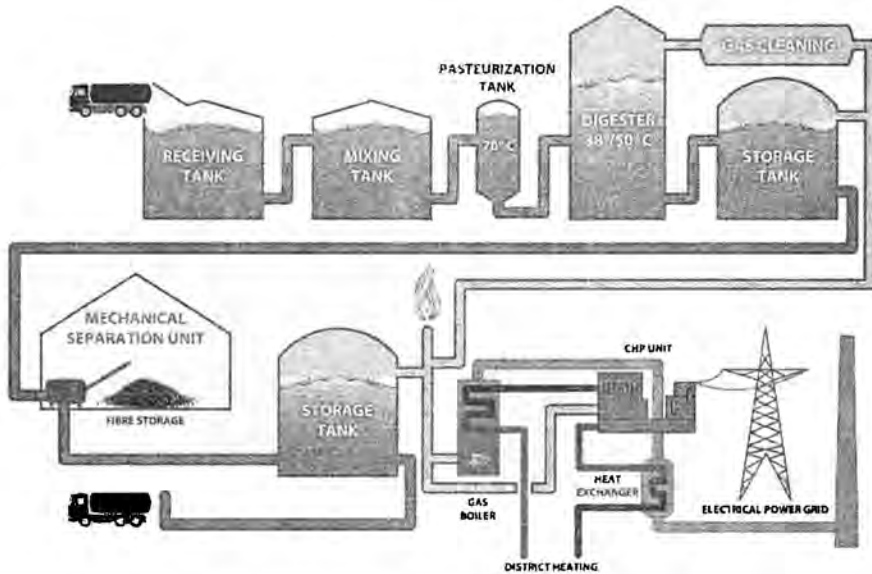 GAS CLEANING
PASTEURIZATION
TANK
DIGESTER
38°/50°C
RECEIVING
TANK
MIXING
TANK
70°C
STORAGE
TANK
MECHANICAL
SEPARATION UNIT
FIBRE STORAGE
STORAGE
TANK
CHP UNIT
GAS
BOILER
HEAT
EXCHANGER
ELECTRICAL POWER GRID
DISTRICT HEATING